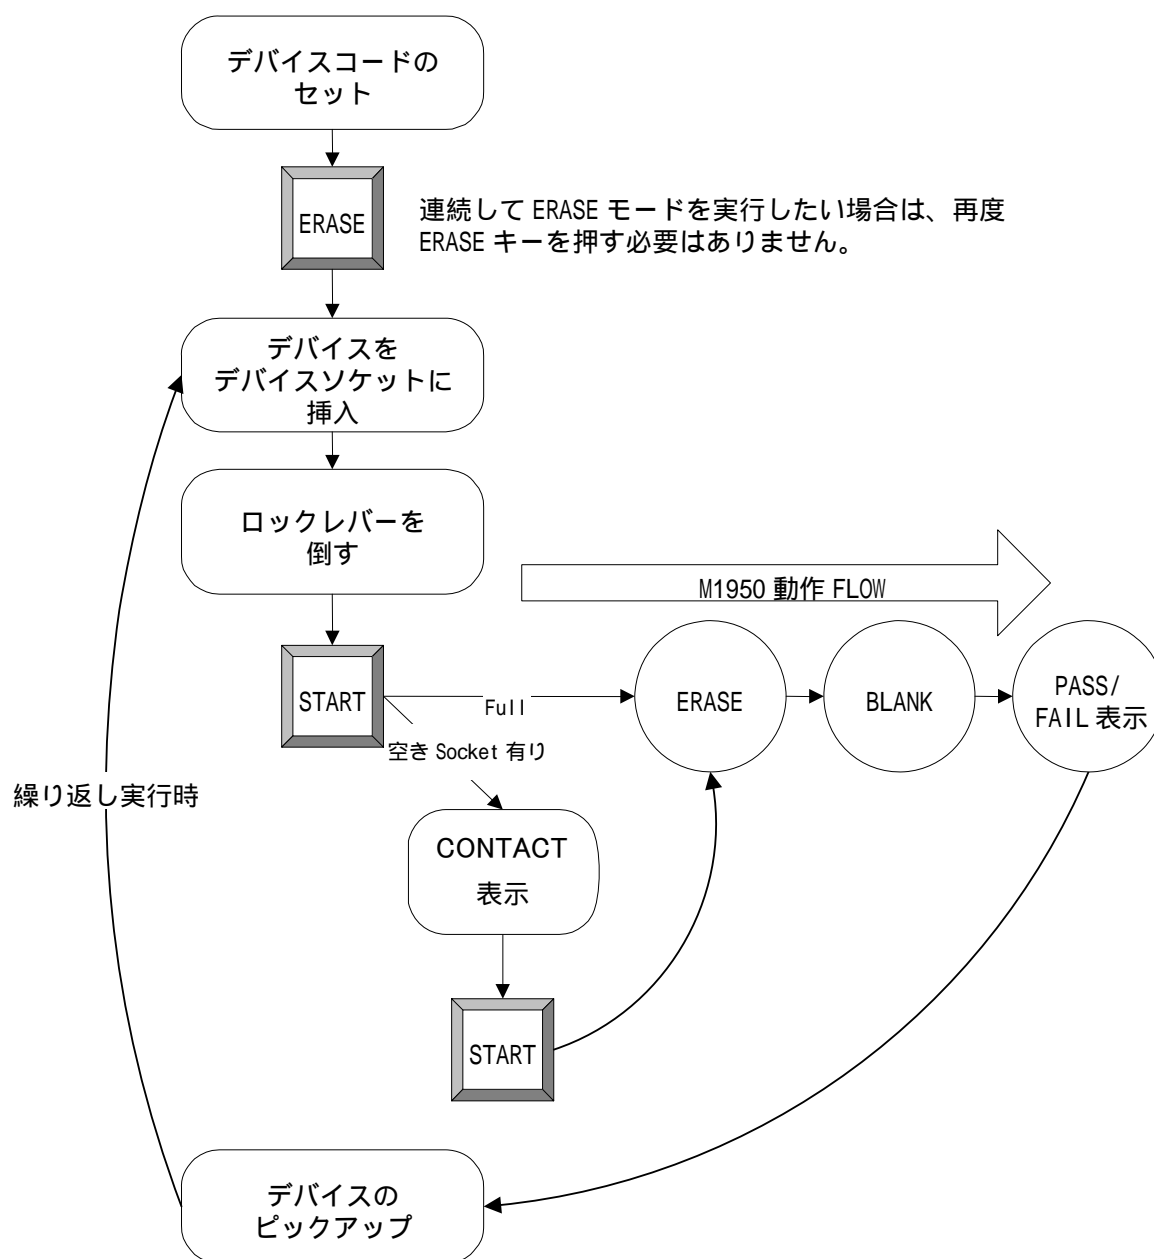 デバイスコードの
セット
ERASE
連続して ERASE モードを実行したい場合は、再度
ERASE キーを押す必要はありません。
デバイスを
デバイスソケットに
挿入
ロックレバーを
倒す
M1950 動作 FLOW
START
Full
空き Socket 有り
ERASE
BLANK
PASS/
FAIL 表示
繰り返し実行時
CONTACT
表示
START
デバイスの
ピックアップ